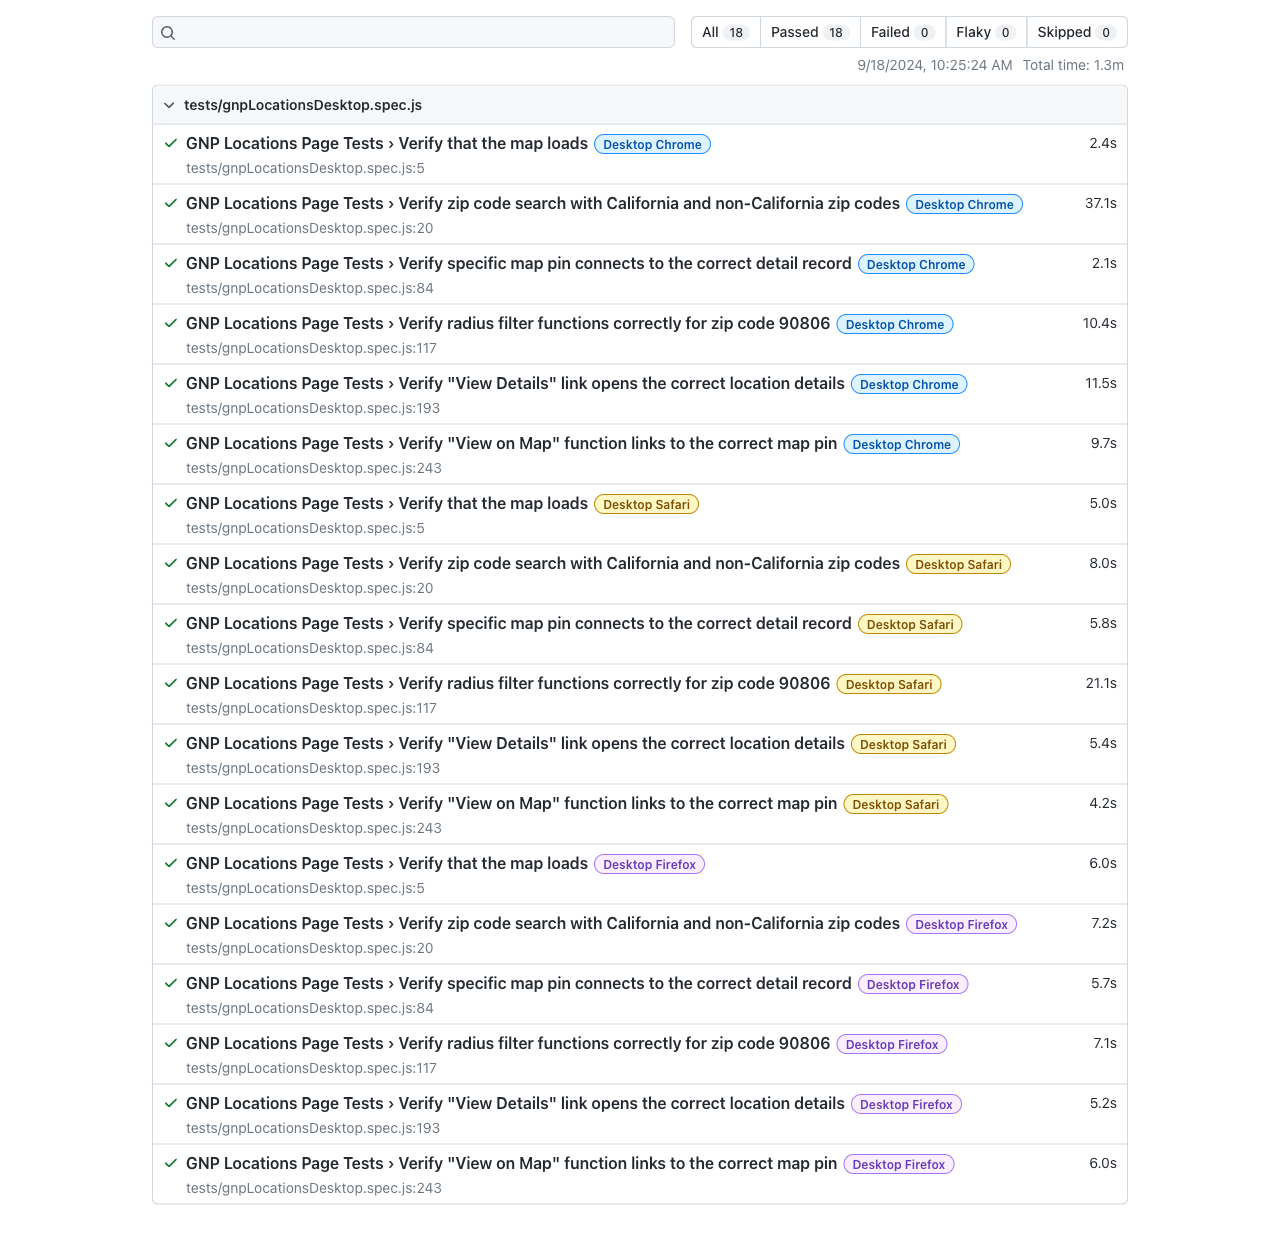 All 18 Passed 18 Failed 0 Flaky 0 Skipped 0
9/18/2024, 10:25:24 AM Total time: 1.3m
tests/gnpLocationsDesktop.spec.js
GNP Locations Page Tests › Verify that the map loads Desktop Chrome 2.4s
tests/gnpLocationsDesktop.spec.js:5
GNP Locations Page Tests › Verify zip code search with California and non-California zip codes Desktop Chrome 37.1s
tests/gnpLocationsDesktop.spec.js:20
GNP Locations Page Tests › Verify specific map pin connects to the correct detail record Desktop Chrome 2.1s
tests/gnpLocationsDesktop.spec.js:84
GNP Locations Page Tests › Verify radius filter functions correctly for zip code 90806 Desktop Chrome 10.4s
tests/gnpLocationsDesktop.spec.js:117
GNP Locations Page Tests › Verify "View Details" link opens the correct location details Desktop Chrome 11.5s
tests/gnpLocationsDesktop.spec.js:193
GNP Locations Page Tests › Verify "View on Map" function links to the correct map pin Desktop Chrome 9.7s
tests/gnpLocationsDesktop.spec.js:243
GNP Locations Page Tests › Verify that the map loads Desktop Safari 5.0s
tests/gnpLocationsDesktop.spec.js:5
GNP Locations Page Tests › Verify zip code search with California and non-California zip codes Desktop Safari 8.0s
tests/gnpLocationsDesktop.spec.js:20
GNP Locations Page Tests › Verify specific map pin connects to the correct detail record Desktop Safari 5.8s
tests/gnpLocationsDesktop.spec.js:84
GNP Locations Page Tests › Verify radius filter functions correctly for zip code 90806 Desktop Safari 21.1s
tests/gnpLocationsDesktop.spec.js:117
GNP Locations Page Tests › Verify "View Details" link opens the correct location details Desktop Safari 5.4s
tests/gnpLocationsDesktop.spec.js:193
GNP Locations Page Tests › Verify "View on Map" function links to the correct map pin Desktop Safari 4.2s
tests/gnpLocationsDesktop.spec.js:243
GNP Locations Page Tests › Verify that the map loads Desktop Firefox 6.0s
tests/gnpLocationsDesktop.spec.js:5
GNP Locations Page Tests › Verify zip code search with California and non-California zip codes Desktop Firefox 7.2s
tests/gnpLocationsDesktop.spec.js:20
GNP Locations Page Tests › Verify specific map pin connects to the correct detail record Desktop Firefox 5.7s
tests/gnpLocationsDesktop.spec.js:84
GNP Locations Page Tests › Verify radius filter functions correctly for zip code 90806 Desktop Firefox 7.1s
tests/gnpLocationsDesktop.spec.js:117
GNP Locations Page Tests › Verify "View Details" link opens the correct location details Desktop Firefox 5.2s
tests/gnpLocationsDesktop.spec.js:193
GNP Locations Page Tests › Verify "View on Map" function links to the correct map pin Desktop Firefox 6.0s
tests/gnpLocationsDesktop.spec.js:243